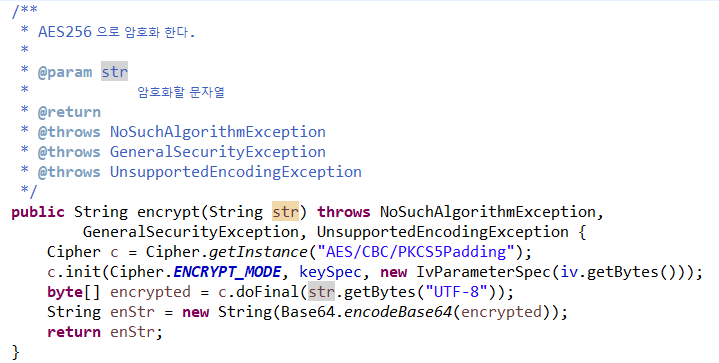 /**
 * AES256 으로 암호화 한다.
 *
 * @param str
 *            암호화할 문자열
 * @return
 * @throws NoSuchAlgorithmException
 * @throws GeneralSecurityException
 * @throws UnsupportedEncodingException
 */
public String encrypt(String str) throws NoSuchAlgorithmException,
        GeneralSecurityException, UnsupportedEncodingException {
    Cipher c = Cipher.getInstance("AES/CBC/PKCS5Padding");
    c.init(Cipher.ENCRYPT_MODE, keySpec, new IvParameterSpec(iv.getBytes()));
    byte[] encrypted = c.doFinal(str.getBytes("UTF-8"));
    String enStr = new String(Base64.encodeBase64(encrypted));
    return enStr;
}